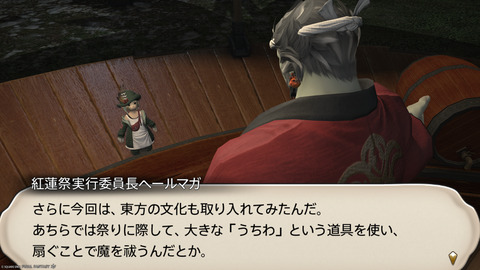 紅蓮祭実行委員長ヘールマガ
さらに今回は、東方の文化も取り入れてみたんだ。
あちらでは祭りに際して、大きな「うちわ」という道具を使い、
扇ぐことで魔を祓うんだとか。